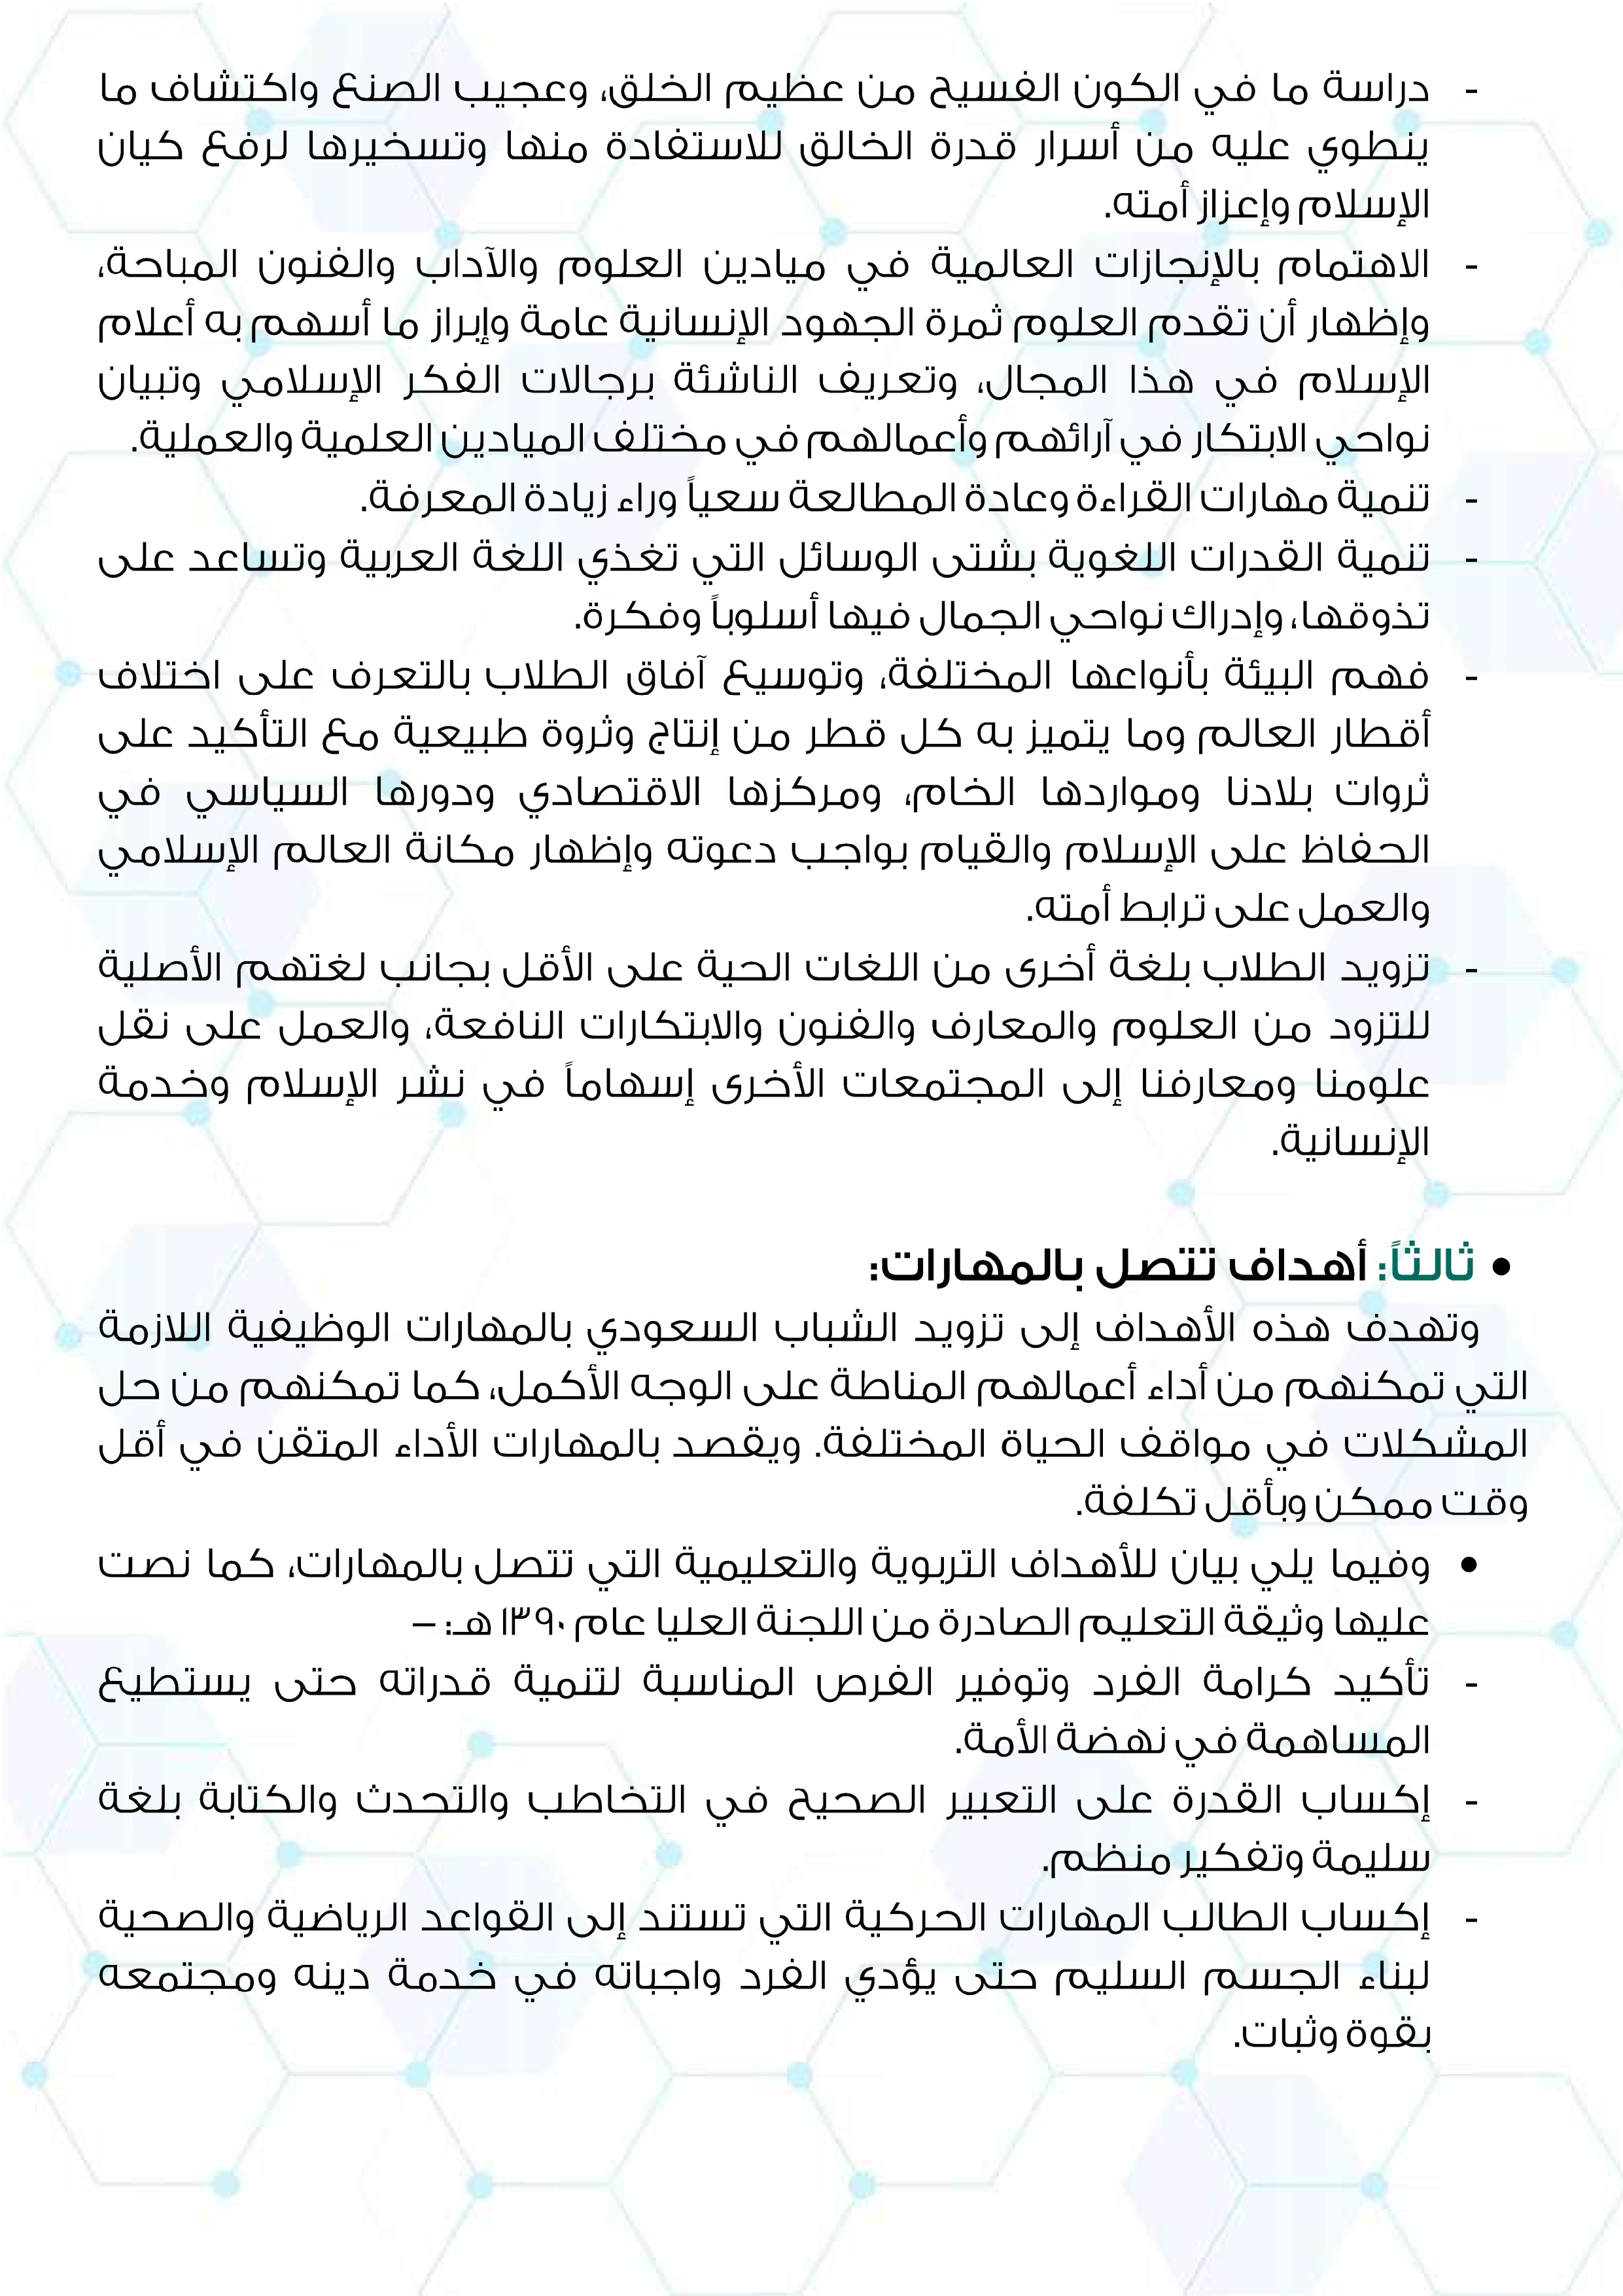 - دراسة ما في الكون الفسيح من عظيم الخلق، وعجيب الصنع واكتشاف ما
ينطوي عليه من أسرار قدرة الخالق للاستفادة منها وتسخيرها لرفع كيان
الإسلام وإعزاز أمته.
- الاهتمام بالإنجازات العالمية في ميادين العلوم والآداب والفنون المباحة،
وإظهار أن تقدم العلوم ثمرة الجهود الإنسانية عامة وإبراز ما أسهم به أعلام
الإسلام في هذا المجال، وتعريف الناشئة برجالات الفكر الإسلامي وتبيان
نواحي الابتكار في آرائهم وأعمالهم في مختلف الميادين العلمية والعملية.
- تنمية مهارات القراءة وعادة المطالعة سعياً وراء زيادة المعرفة.
- تنمية القدرات اللغوية بشتى الوسائل التي تغذي اللغة العربية وتساعد على
تذوقها، وإدراك نواحي الجمال فيها أسلوباً وفكرة.
- فهم البيئة بأنواعها المختلفة، وتوسيع آفاق الطلاب بالتعرف على اختلاف
أقطار العالم وما يتميز به كل قطر من إنتاج وثروة طبيعية مع التأكيد على
ثروات بلادنا ومواردها الخام، ومركزها الاقتصادي ودورها السياسي في
الحفاظ على الإسلام والقيام بواجب دعوته وإظهار مكانة العالم الإسلامي
والعمل على ترابط أمته.
- تزويد الطلاب بلغة أخرى من اللغات الحية على الأقل بجانب لغتهم الأصلية
للتزود من العلوم والمعارف والفنون والابتكارات النافعة، والعمل على نقل
علومنا ومعارفنا إلى المجتمعات الأخرى إسهاماً في نشر الإسلام وخدمة
الإنسانية.
• ثالثاً: أهداف تتصل بالمهارات:
وتهدف هذه الأهداف إلى تزويد الشباب السعودي بالمهارات الوظيفية اللازمة
التي تمكنهم من أداء أعمالهم المناطة على الوجه الأكمل، كما تمكنهم من حل
المشكلات في مواقف الحياة المختلفة. ويقصد بالمهارات الأداء المتقن في أقل
وقت ممكن وبأقل تكلفة.
• وفيما يلي بيان للأهداف التربوية والتعليمية التي تتصل بالمهارات، كما نصت
عليها وثيقة التعليم الصادرة من اللجنة العليا عام ١٣٩٠ هـ: –
- تأكيد كرامة الفرد وتوفير الفرص المناسبة لتنمية قدراته حتى يستطيع
المساهمة في نهضة الأمة.
- إكساب القدرة على التعبير الصحيح في التخاطب والتحدث والكتابة بلغة
سليمة وتفكير منظم.
- إكساب الطالب المهارات الحركية التي تستند إلى القواعد الرياضية والصحية
لبناء الجسم السليم حتى يؤدي الفرد واجباته في خدمة دينه ومجتمعه
بقوة وثبات.